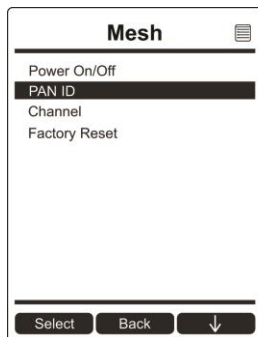 Mesh
Power On/Off
PAN ID
Channel
Factory Reset
Select Back ↓